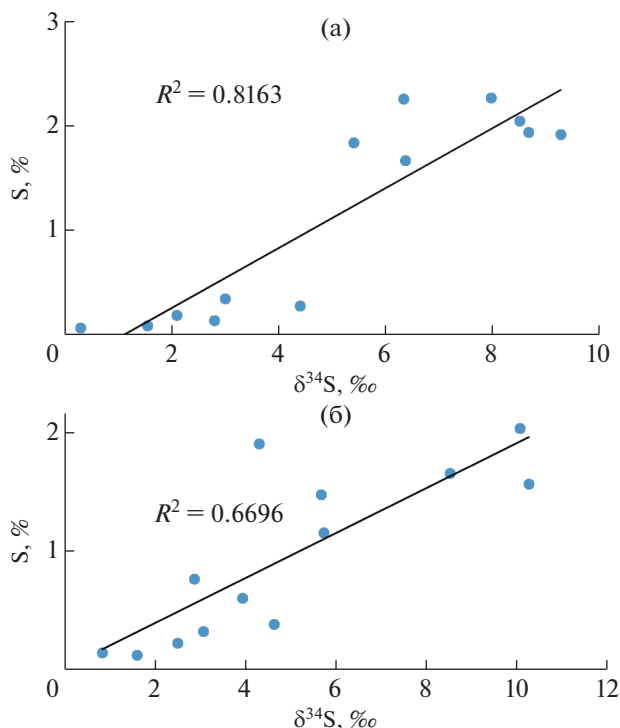 (а)
3
R² = 0.8163
2
S, %
1
0 2 4 6 8 10
δ³⁴S, ‰
(б)
2
R² = 0.6696
S, %
1
0 2 4 6 8 10 12
δ³⁴S, ‰